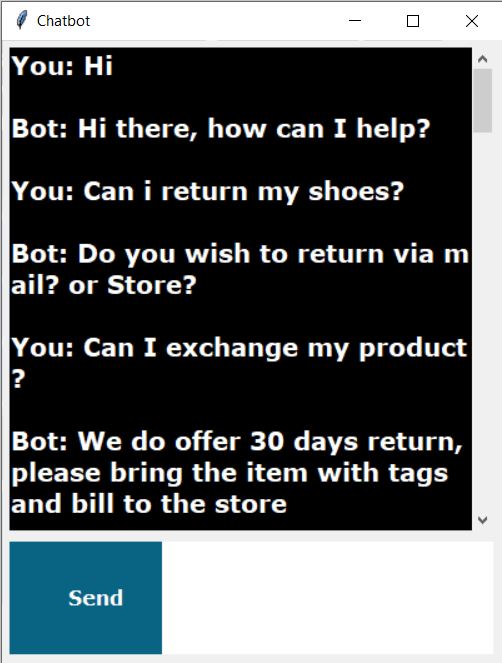 Chatbot
You: Hi
Bot: Hi there, how can I help?
You: Can i return my shoes?
Bot: Do you wish to return via m
ail? or Store?
You: Can I exchange my product
?
Bot: We do offer 30 days return,
please bring the item with tags
and bill to the store
Send